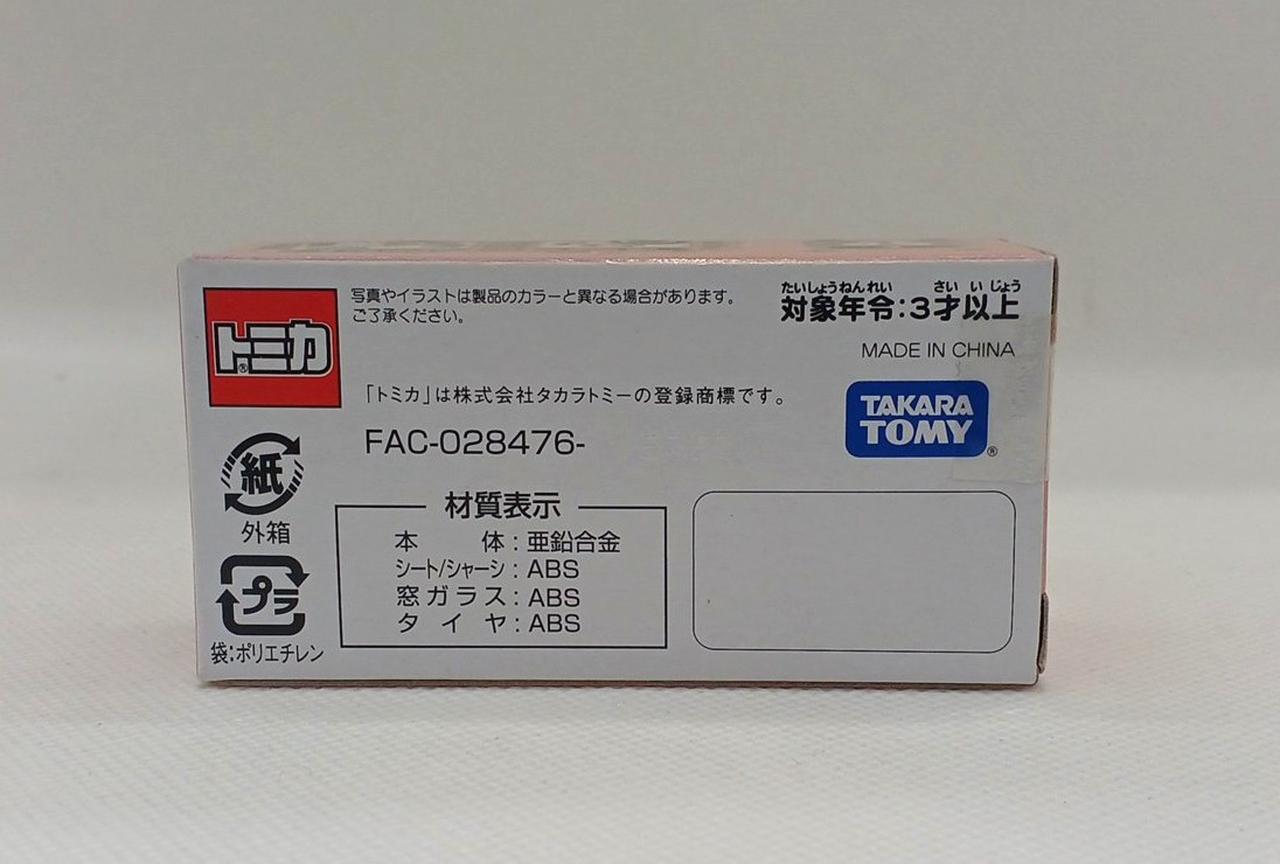 トミカ®
写真やイラストは製品のカラーと異なる場合があります。
ご了承ください。
たいしょうねんれい さい いじょう
対象年令:3才以上
MADE IN CHINA
「トミカ」は株式会社タカラトミーの登録商標です。
FAC-028476-
TAKARA
TOMY®
紙
外箱
プラ
袋:ポリエチレン
材質表示
本体:亜鉛合金
シート/シャーシ:ABS
窓ガラス:ABS
タイヤ:ABS